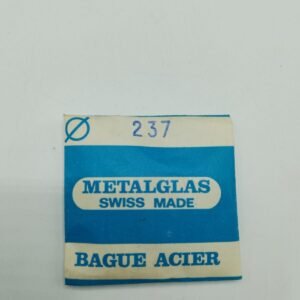 Ø 237
METALGLAS
SWISS MADE
BAGUE ACIER